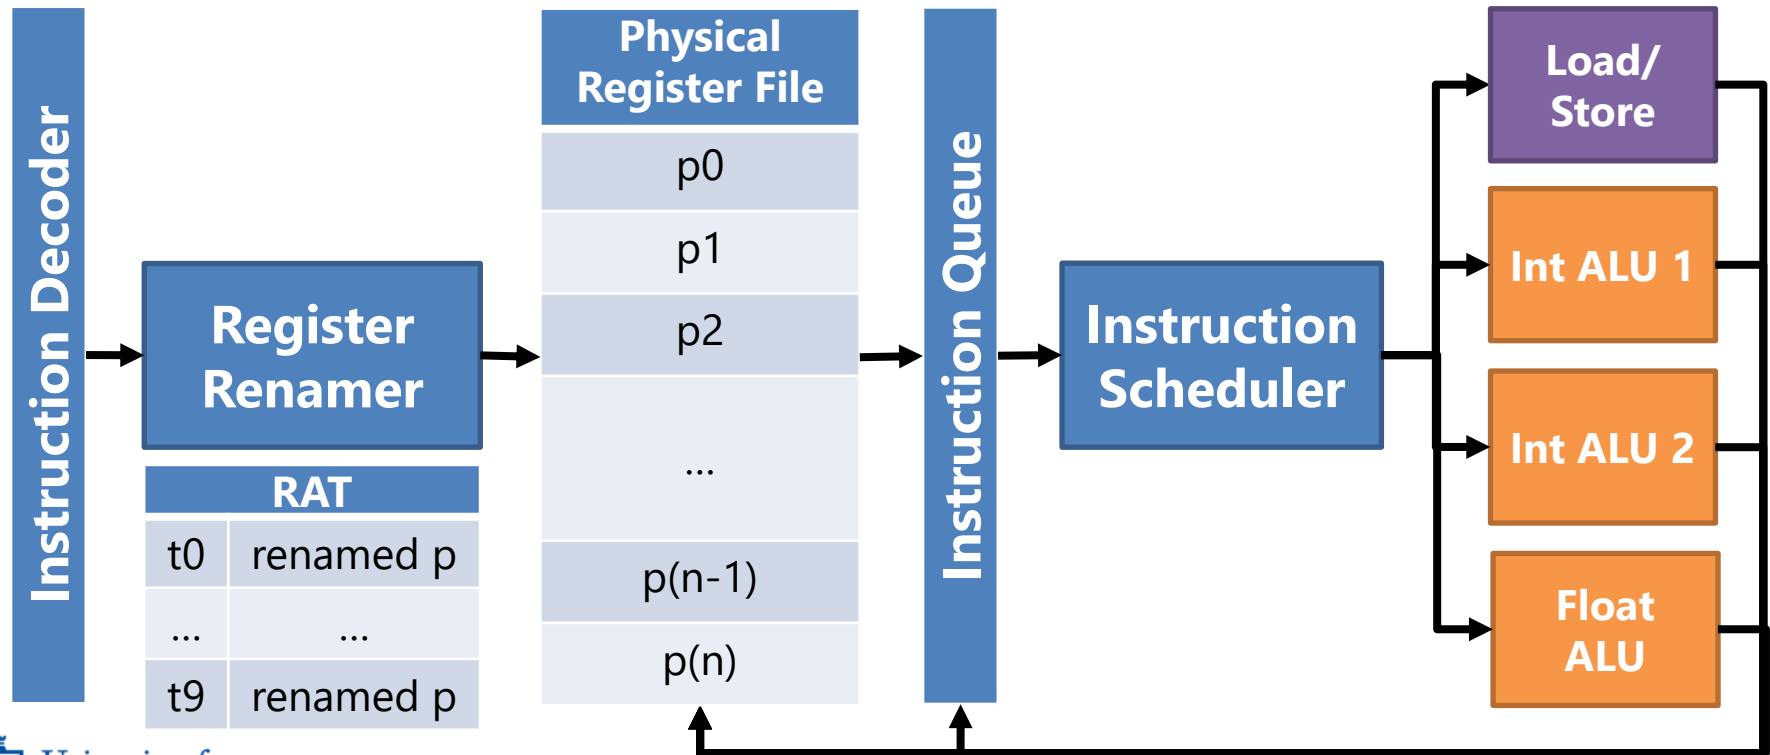 Instruction Decoder
Register
Renamer
RAT
t0 renamed p
... ...
t9 renamed p
Physical
Register File
p0
p1
p2
...
p(n-1)
p(n)
Instruction Queue
Instruction
Scheduler
Load/
Store
Int ALU 1
Int ALU 2
Float
ALU